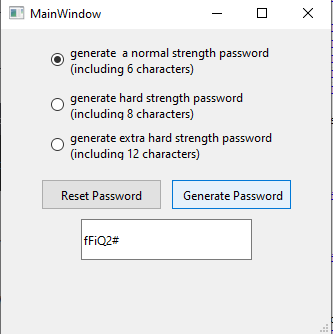 MainWindow
generate  a normal strength password
(including 6 characters)
generate hard strength password
(including 8 characters)
generate extra hard strength password
(including 12 characters)
Reset Password
Generate Password
fFiQ2#